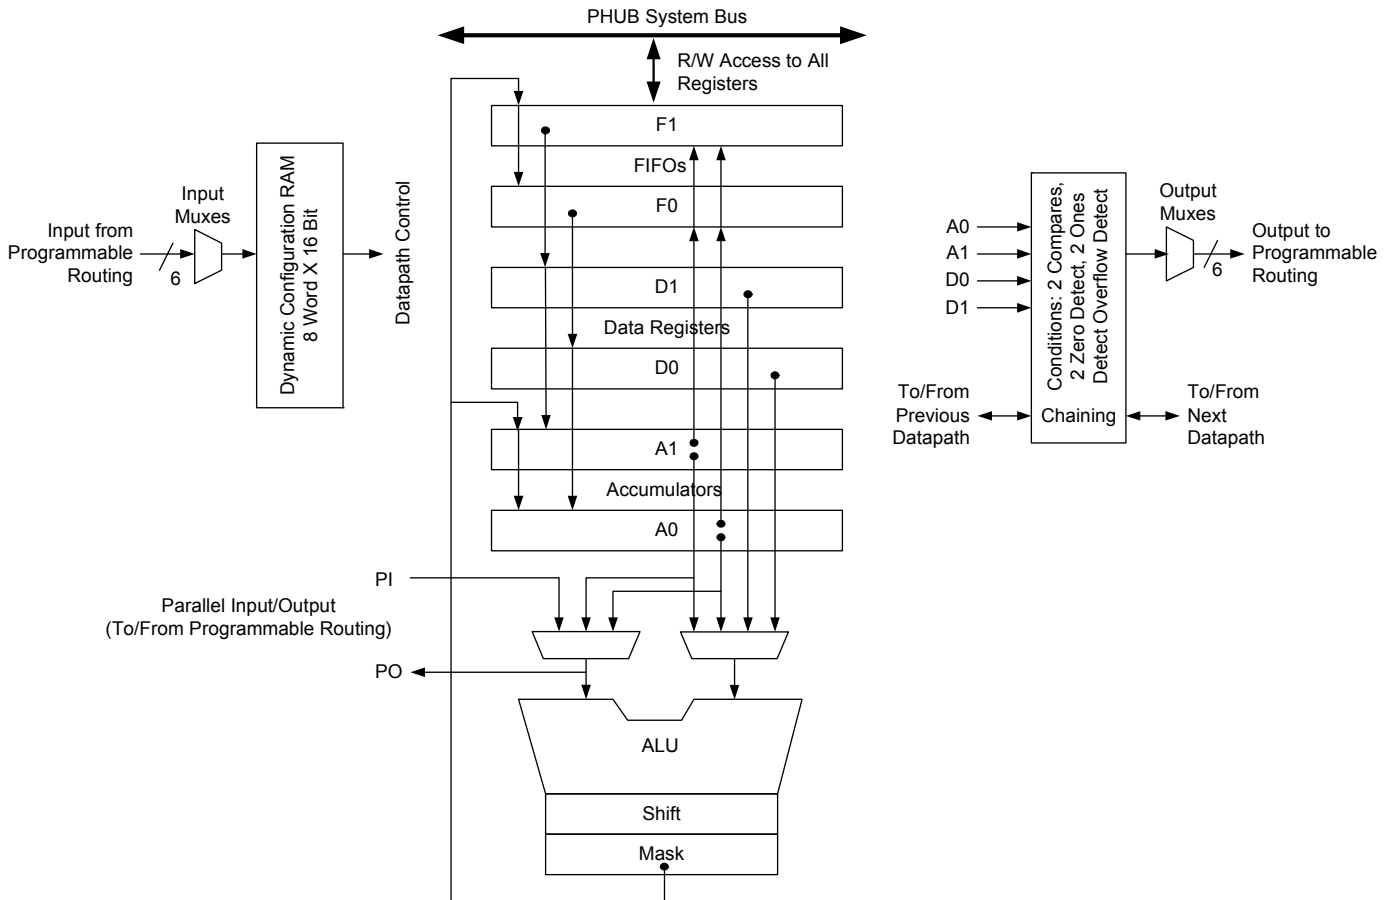 PHUB System Bus
R/W Access to All
Registers
F1
FIFOs
F0
D1
Data Registers
D0
A1
Accumulators
A0
Input from
Programmable
Routing
6
Input
Muxes
Dynamic Configuration RAM
8 Word X 16 Bit
Datapath Control
A0
A1
D0
D1
Conditions: 2 Compares,
2 Zero Detect, 2 Ones
Detect Overflow Detect
Chaining
To/From
Previous
Datapath
To/From
Next
Datapath
Output
Muxes
6
Output to
Programmable
Routing
PI
Parallel Input/Output
(To/From Programmable Routing)
PO
ALU
Shift
Mask